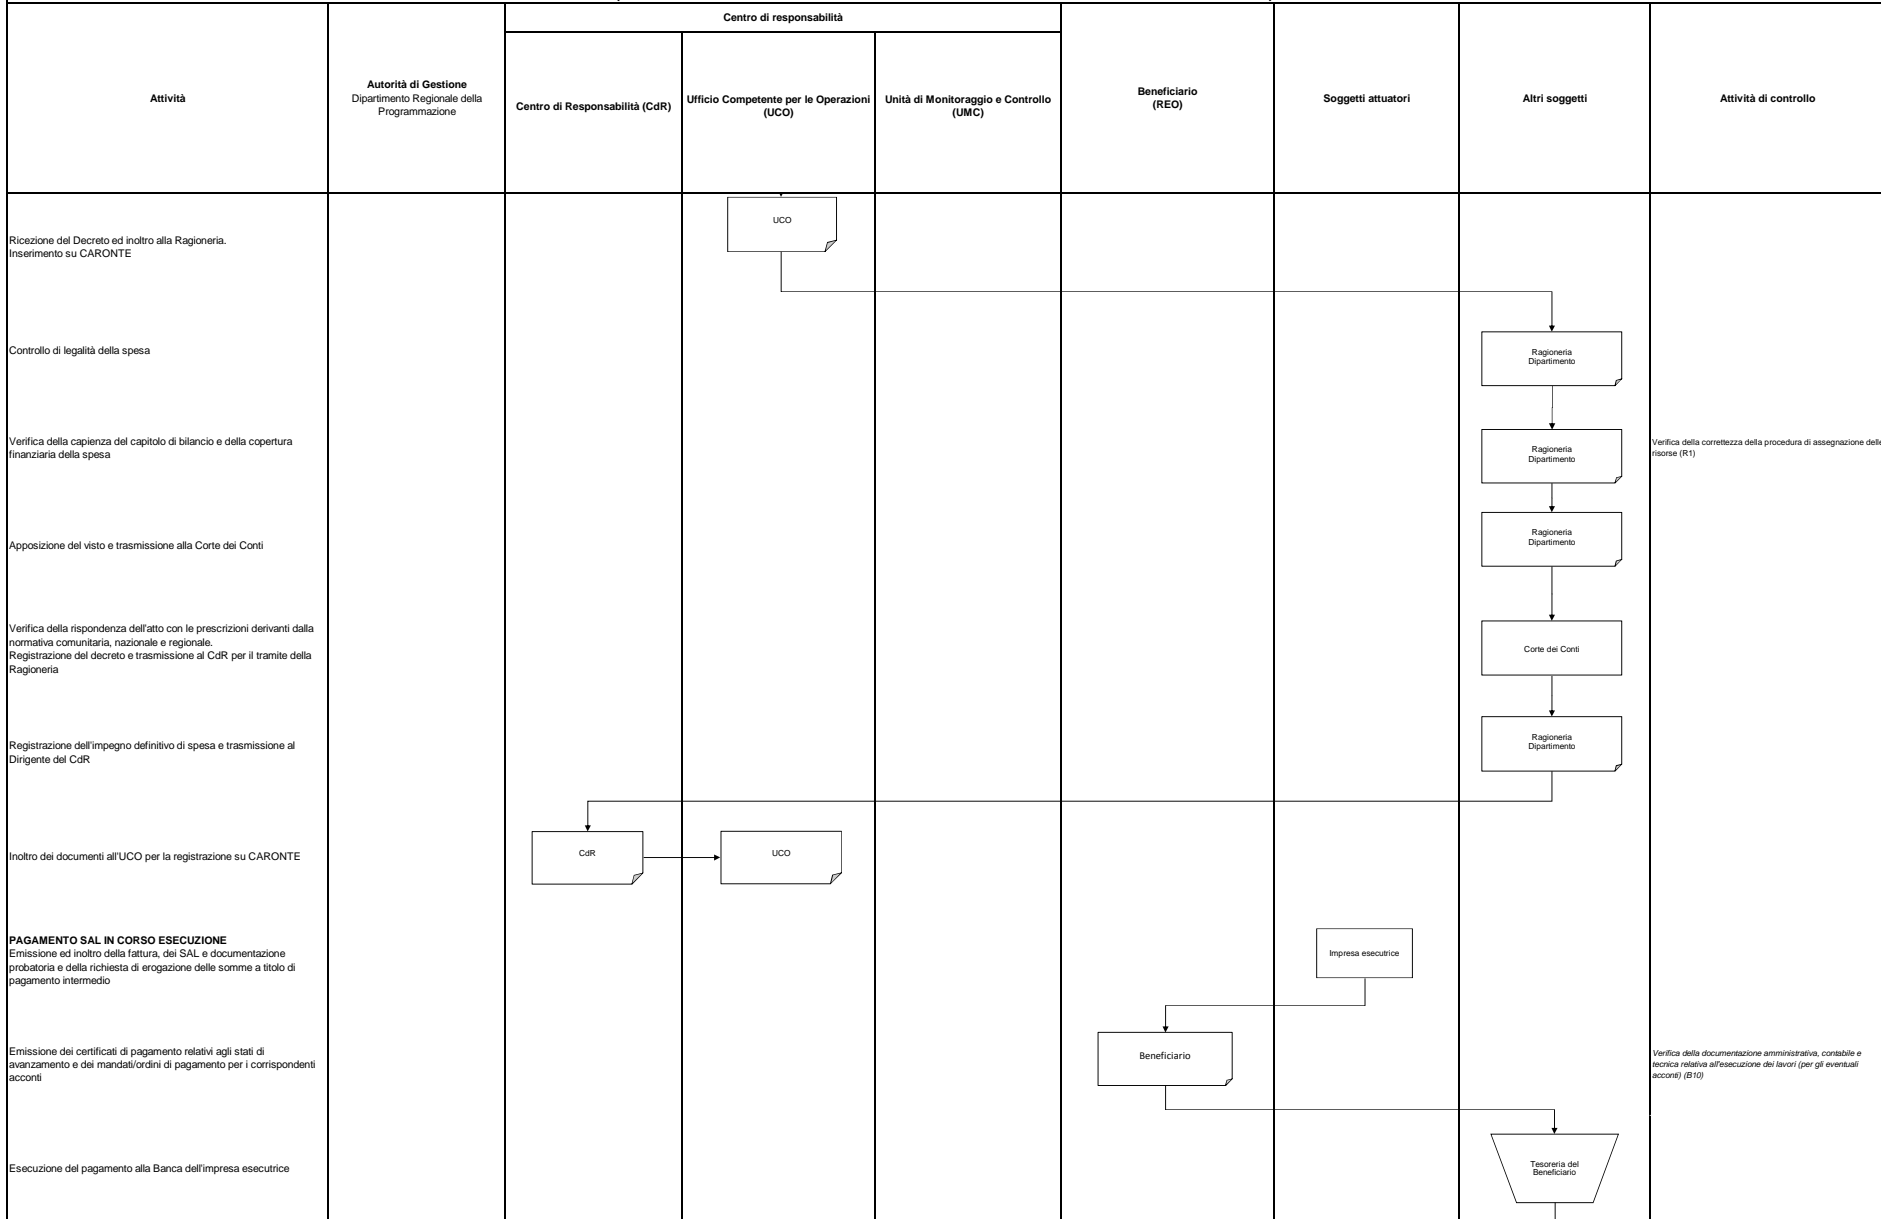 Centro di responsabilità
Attività
Autorità di Gestione
Dipartimento Regionale della
Programmazione
Centro di Responsabilità (CdR)
Ufficio Competente per le Operazioni
(UCO)
Unità di Monitoraggio e Controllo
(UMC)
Beneficiario
(REO)
Soggetti attuatori
Altri soggetti
Attività di controllo
Ricezione del Decreto ed inoltro alla Ragioneria.
Inserimento su CARONTE
UCO
Controllo di legalità della spesa
Ragioneria
Dipartimento
Verifica della capienza del capitolo di bilancio e della copertura
finanziaria della spesa
Ragioneria
Dipartimento
Verifica della correttezza della procedura di assegnazione delle
risorse (R1)
Apposizione del visto e trasmissione alla Corte dei Conti
Ragioneria
Dipartimento
Verifica della rispondenza dell'atto con le prescrizioni derivanti dalla
normativa comunitaria, nazionale e regionale.
Registrazione del decreto e trasmissione al CdR per il tramite della
Ragioneria
Corte dei Conti
Registrazione dell'impegno definitivo di spesa e trasmissione al
Dirigente del CdR
Ragioneria
Dipartimento
Inoltro dei documenti all'UCO per la registrazione su CARONTE
CdR
UCO
PAGAMENTO SAL IN CORSO ESECUZIONE
Emissione ed inoltro della fattura, dei SAL e documentazione
probatoria e della richiesta di erogazione delle somme a titolo di
pagamento intermedio
Impresa esecutrice
Emissione dei certificati di pagamento relativi agli stati di
avanzamento e dei mandati/ordini di pagamento per i corrispondenti
acconti
Beneficiario
Verifica della documentazione amministrativa, contabile e
tecnica relativa all'esecuzione dei lavori (per gli eventuali
acconti) (B10)
Esecuzione del pagamento alla Banca dell'impresa esecutrice
Tesoreria del
Beneficiario